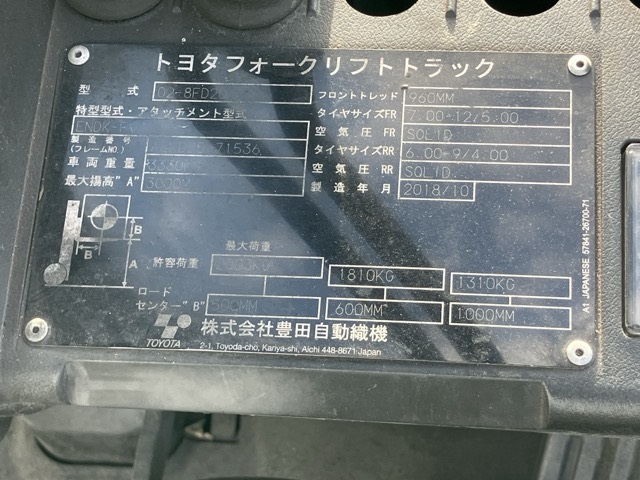 トヨタフォークリフトトラック
型式 02-8FD2 フロントトレッド 960MM
特型型式・アタッチメント型式 タイヤサイズFR 7.00-12/5.00
空気圧FR SOLID
製造番号
(フレームNO.) 71536 タイヤサイズRR 6.00-9/4.00
車両重量 空気圧RR SOLID
最大揚高"A" 製造年月 2018/10
B
B A
最大荷重
許容荷重 1810KG 1310KG
ロード
センター"B" 600MM 1000MM
TOYOTA 株式会社豊田自動織機
2-1, Toyoda-cho, Kariya-shi, Aichi 448-8671 Japan
A1 JAPANESE 57841-26700-71